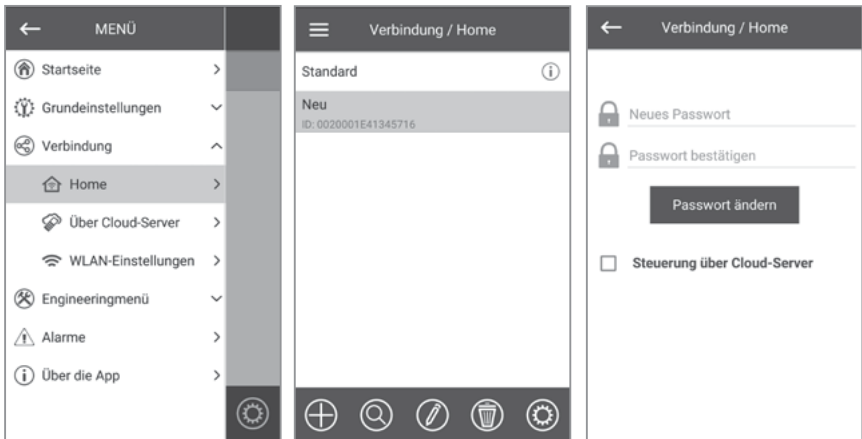 MENÜ
Startseite
Grundeinstellungen
Verbindung
Home
Über Cloud-Server
WLAN-Einstellungen
Engineeringmenü
Alarme
Über die App
Verbindung / Home
Standard
Neu
ID: 0020001E41345716
Verbindung / Home
Neues Passwort
Passwort bestätigen
Passwort ändern
Steuerung über Cloud-Server